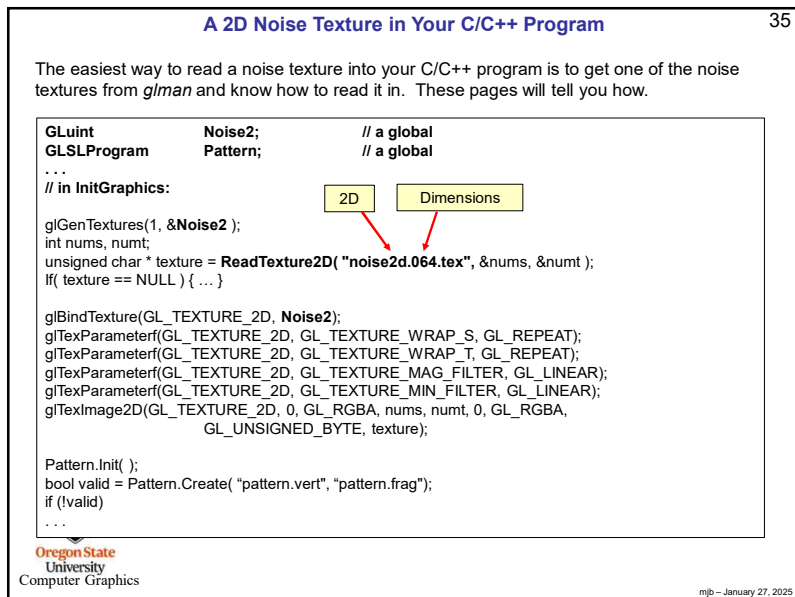 A 2D Noise Texture in Your C/C++ Program
35
The easiest way to read a noise texture into your C/C++ program is to get one of the noise
textures from glman and know how to read it in.  These pages will tell you how.
GLuint Noise2; // a global
GLSLProgram Pattern; // a global
. . .
// in InitGraphics:
2D
Dimensions
glGenTextures(1, &Noise2 );
int nums, numt;
unsigned char * texture = ReadTexture2D( "noise2d.064.tex", &nums, &numt );
If( texture == NULL ) { … }
glBindTexture(GL_TEXTURE_2D, Noise2);
glTexParameterf(GL_TEXTURE_2D, GL_TEXTURE_WRAP_S, GL_REPEAT);
glTexParameterf(GL_TEXTURE_2D, GL_TEXTURE_WRAP_T, GL_REPEAT);
glTexParameterf(GL_TEXTURE_2D, GL_TEXTURE_MAG_FILTER, GL_LINEAR);
glTexParameterf(GL_TEXTURE_2D, GL_TEXTURE_MIN_FILTER, GL_LINEAR);
glTexImage2D(GL_TEXTURE_2D, 0, GL_RGBA, nums, numt, 0, GL_RGBA,
GL_UNSIGNED_BYTE, texture);
Pattern.Init( );
bool valid = Pattern.Create( “pattern.vert", “pattern.frag");
if (!valid)
. . .
Oregon State
University
Computer Graphics
mjb – January 27, 2025